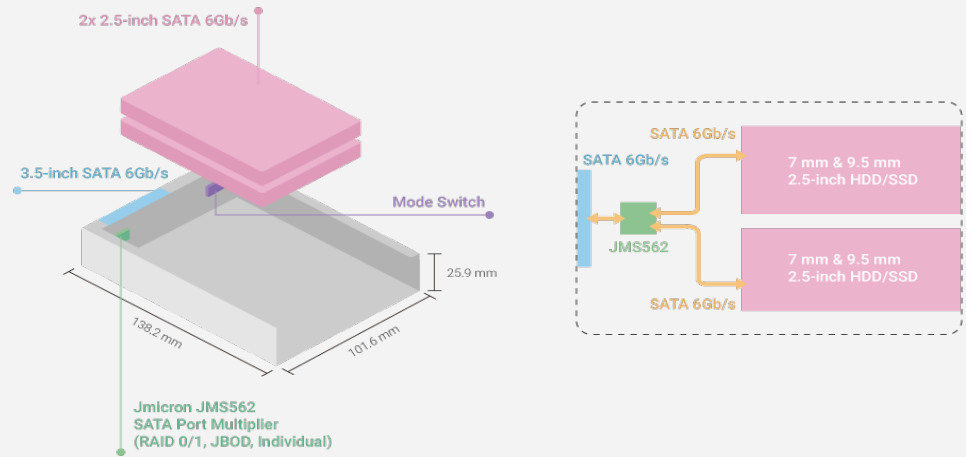 2x 2.5-inch SATA 6Gb/s
3.5-inch SATA 6Gb/s
Mode Switch
25.9 mm
138.2 mm
101.6 mm
Jmicron JMS562
SATA Port Multiplier
(RAID 0/1, JBOD, Individual)
SATA 6Gb/s
SATA 6Gb/s
7 mm & 9.5 mm
2.5-inch HDD/SSD
JMS562
7 mm & 9.5 mm
2.5-inch HDD/SSD
SATA 6Gb/s